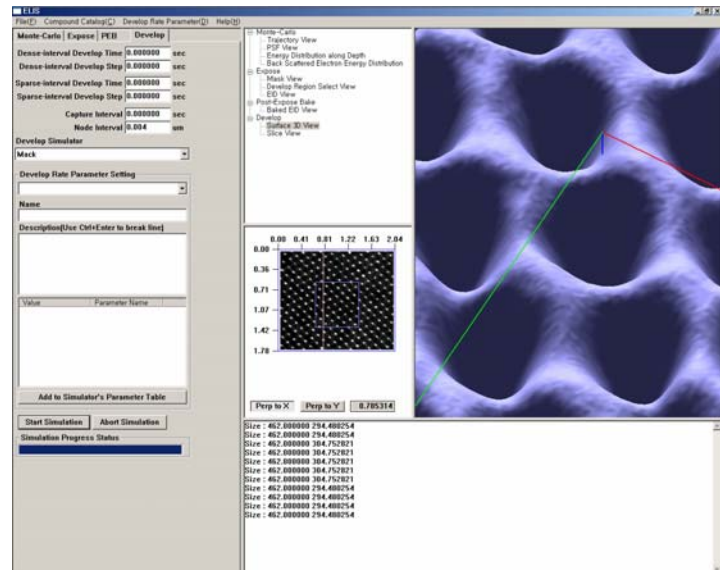 ELIS
File(F) Compound Catalog(C) Develop Rate Parameter(D) Help(H)
Monte-Carlo Expose PEB Develop
Dense-interval Develop Time 0.000000 sec
Dense-interval Develop Step 0.000000 sec
Sparse-interval Develop Time 0.000000 sec
Sparse-interval Develop Step 0.000000 sec
Capture Interval 0.000000 sec
Node Interval 0.004 um
Develop Simulator
Mack
Develop Rate Parameter Setting
Name
Description(Use Ctrl+Enter to break line)
Value Parameter Name
Add to Simulator's Parameter Table
Start Simulation Abort Simulation
Simulation Progress Status
Monte-Carlo
Trajectory View
PSF View
Energy Distribution along Depth
Back Scattered Electron Energy Distribution
Expose
Mask View
Develop Region Select View
EID View
Post-Expose Bake
Baked EID View
Develop
Surface 3D View
Slice View
0.00 0.41 0.81 1.22 1.63 2.04
0.00
0.36
0.71
1.07
1.42
1.78
Perp to X Perp to Y 0.705314
Size : 462.000000 294.480254
Size : 462.000000 294.480254
Size : 462.000000 304.752821
Size : 462.000000 304.752821
Size : 462.000000 304.752821
Size : 462.000000 304.752821
Size : 462.000000 294.480254
Size : 462.000000 294.480254
Size : 462.000000 294.480254
Size : 462.000000 294.480254